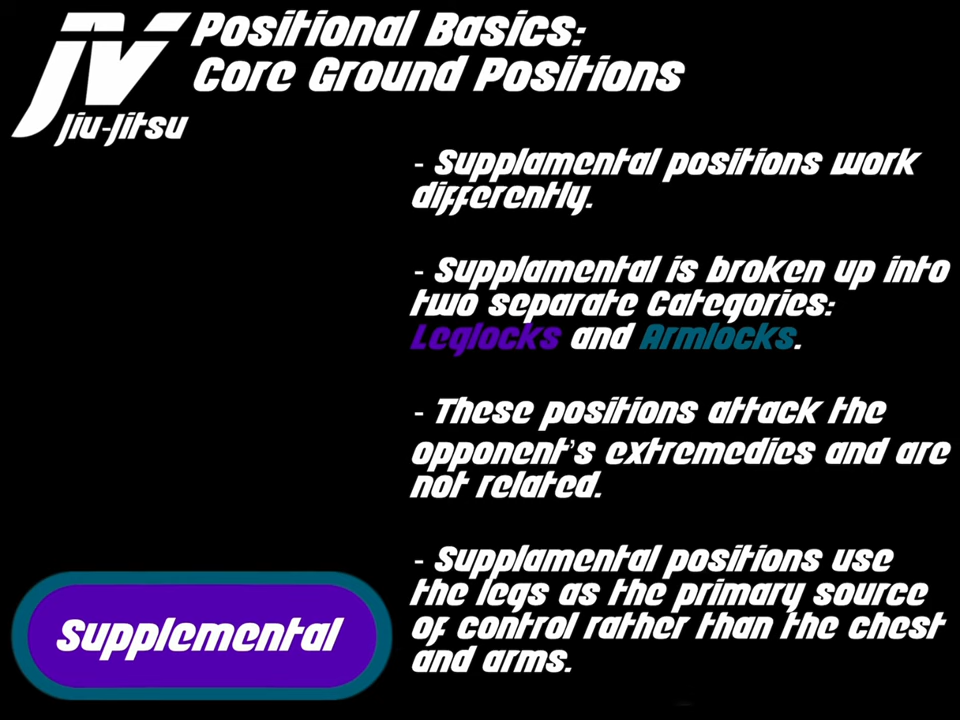 JV
Jiu-Jitsu
Positional Basics:
Core Ground Positions
- Supplamental positions work
differently.
- Supplamental is broken up into
two separate Categories:
Leglocks and Armlocks.
- These positions attack the
opponent's extremedies and are
not related.
- Supplamental positions use
the legs as the primary source
of control rather than the chest
and arms.
Supplemental